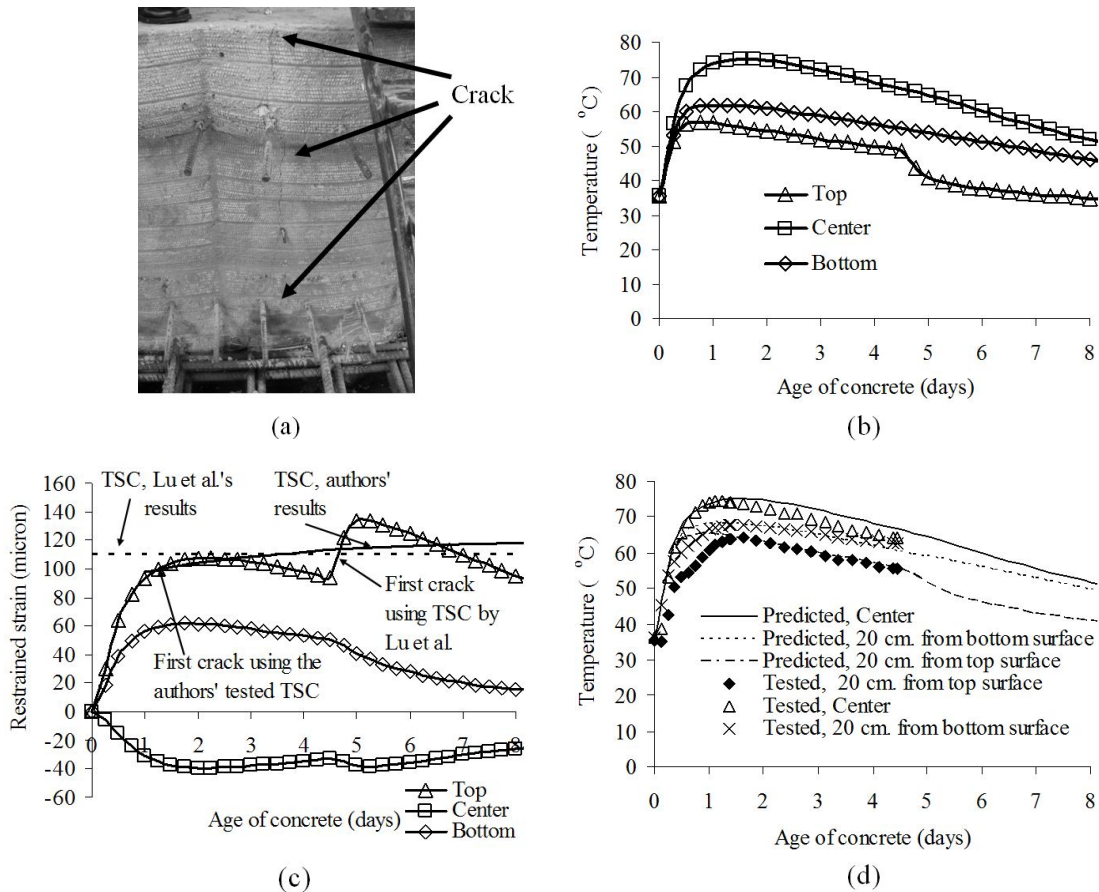 Crack
(a)
80
70
60
50
40
30
20
10
0
Temperature ( °C)
Top
Center
Bottom
0 1 2 3 4 5 6 7 8
Age of concrete (days)
(b)
160
140
120
100
80
60
40
20
0
-20
-40
-60
Restrained strain (micron)
TSC, Lu et al.'s
results
TSC, authors'
results
First crack
using TSC by
Lu et al.
First crack using the
authors' tested TSC
0 1 2 3 4 5 6 7 8
Age of concrete (days)
Top
Center
Bottom
(c)
80
70
60
50
40
30
20
10
0
Temperature ( °C)
Predicted, Center
Predicted, 20 cm. from bottom surface
Predicted, 20 cm. from top surface
Tested, 20 cm. from top surface
Tested, Center
Tested, 20 cm. from bottom surface
0 1 2 3 4 5 6 7 8
Age of concrete (days)
(d)